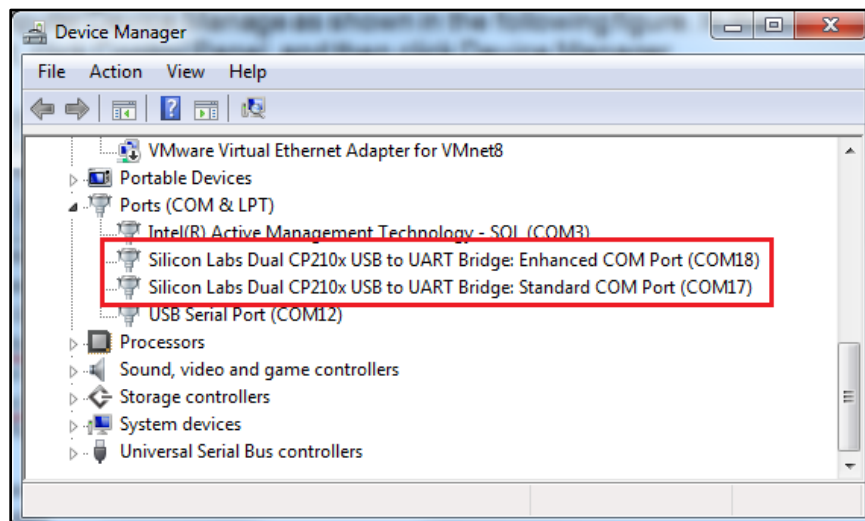 Device Manager
File Action View Help
VMware Virtual Ethernet Adapter for VMnet8
Portable Devices
Ports (COM & LPT)
Intel(R) Active Management Technology - SOL (COM3)
Silicon Labs Dual CP210x USB to UART Bridge: Enhanced COM Port (COM18)
Silicon Labs Dual CP210x USB to UART Bridge: Standard COM Port (COM17)
USB Serial Port (COM12)
Processors
Sound, video and game controllers
Storage controllers
System devices
Universal Serial Bus controllers